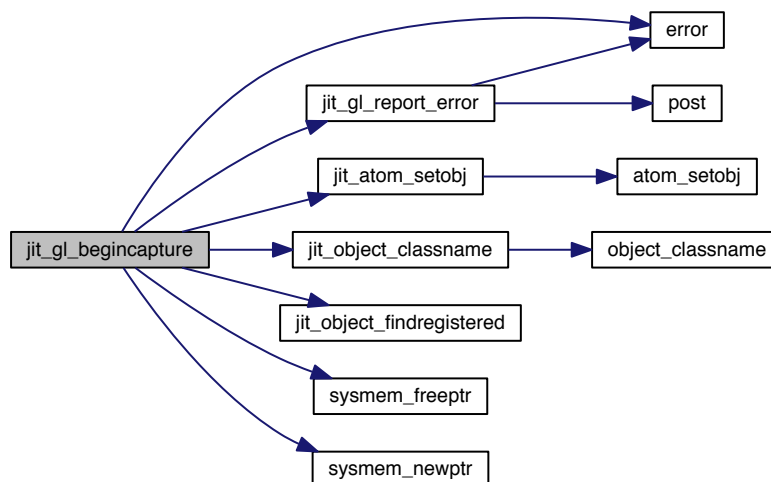 error
jit_gl_report_error
post
jit_atom_setobj
atom_setobj
jit_gl_begincapture
jit_object_classname
object_classname
jit_object_findregistered
sysmem_freeptr
sysmem_newptr